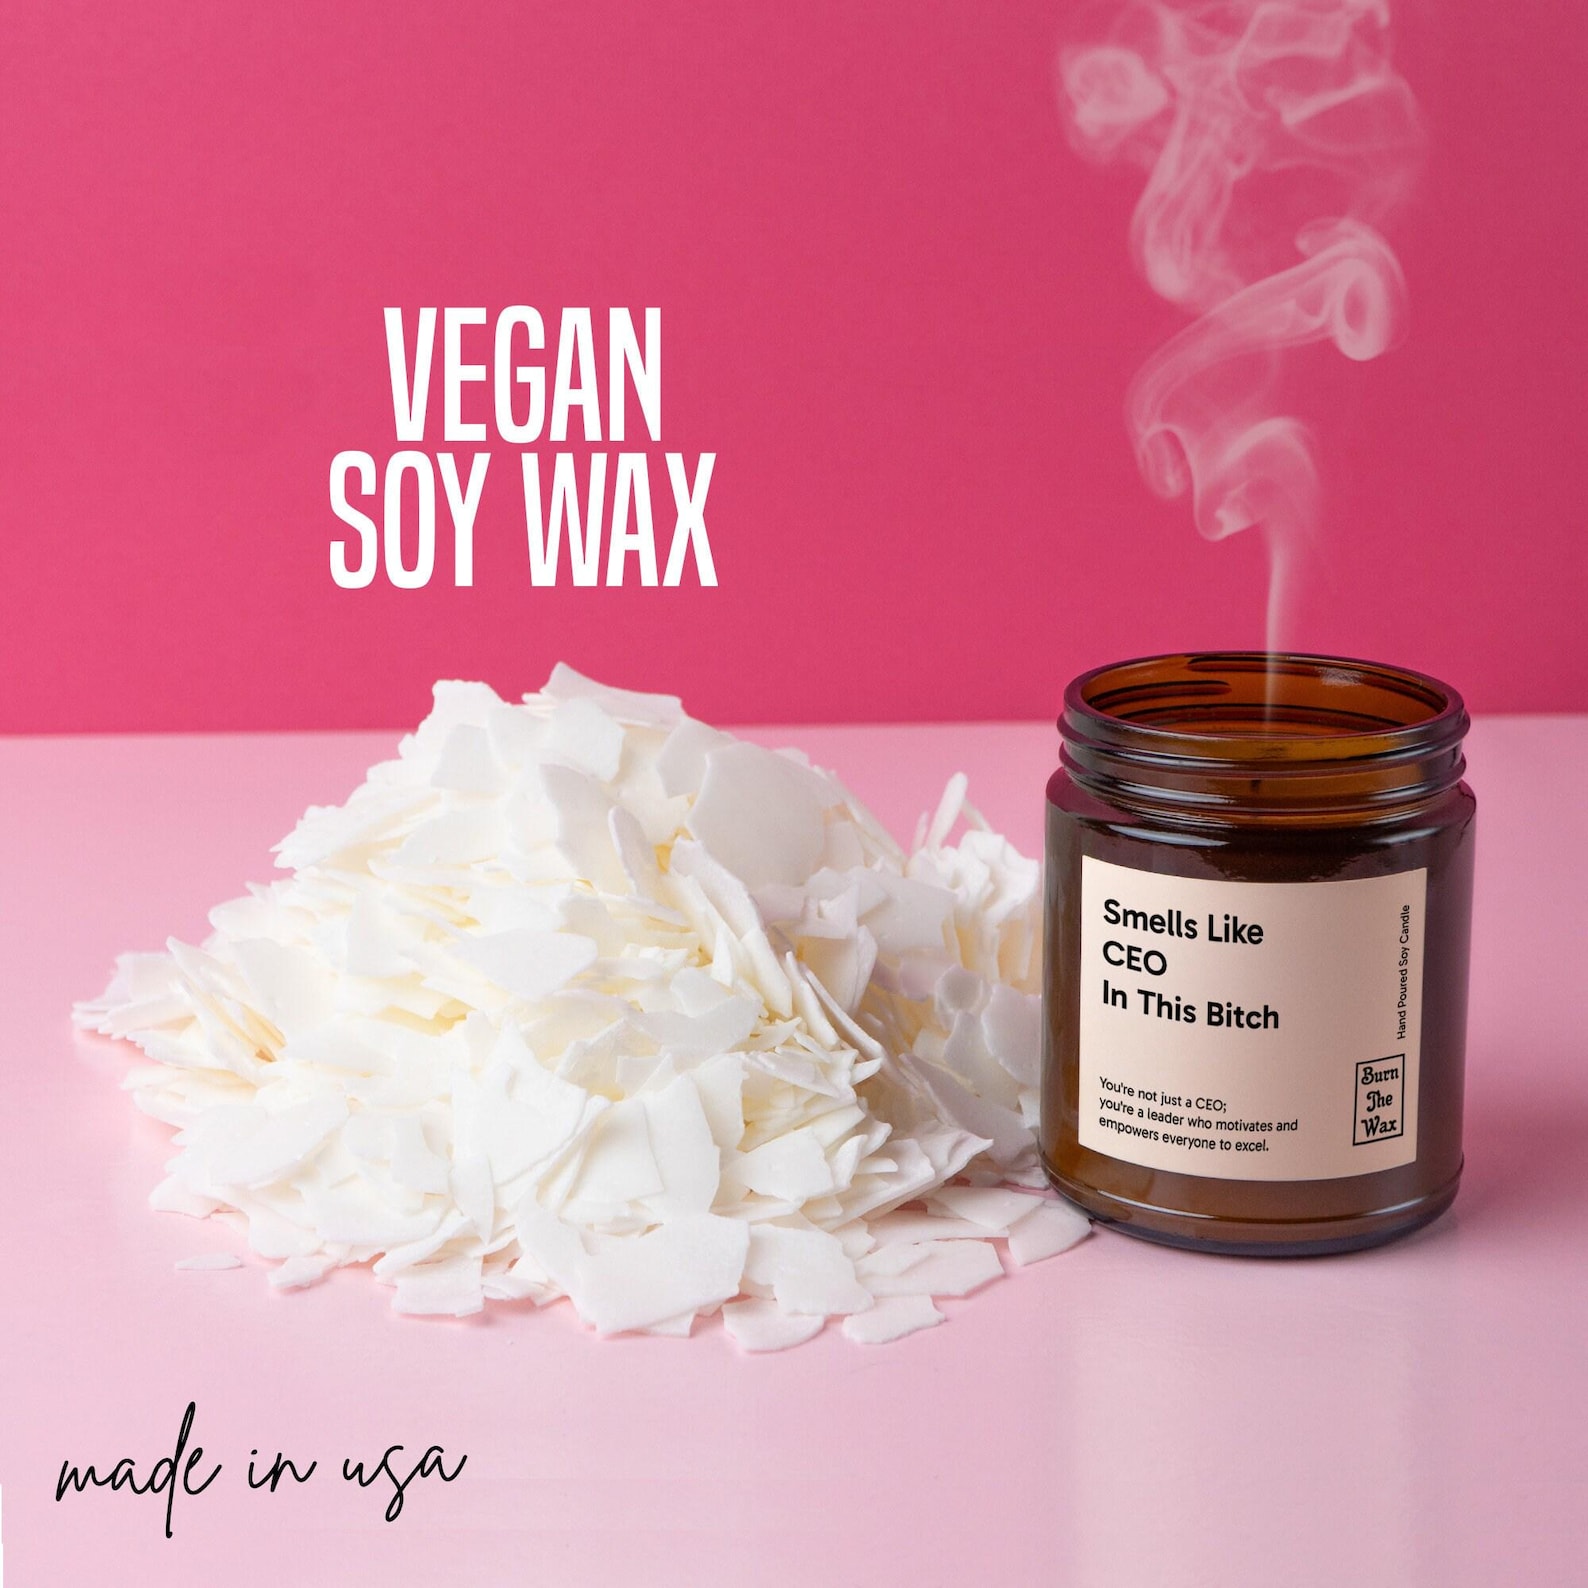 VEGAN
SOY WAX
Smells Like
CEO
In This Bitch
You're not just a CEO;
you're a leader who motivates and
empowers everyone to excel.
Hand Poured Soy Candle
Burn
The
Wax
made in usa